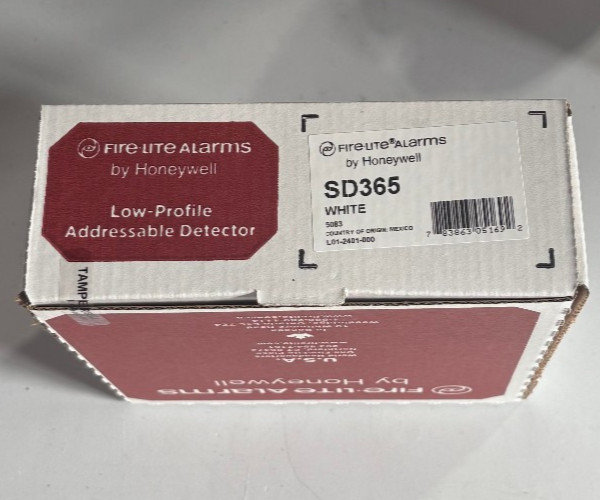 FIRE·LITE ALARMS
by Honeywell
Low-Profile
Addressable Detector
FIRE·LITE® ALARMS
by Honeywell
SD365
WHITE
5083
COUNTRY OF ORIGIN: MEXICO
L01-2401-000
TAMPE
U.S.A.
by Honeywell
FIRE·LITE ALARMS